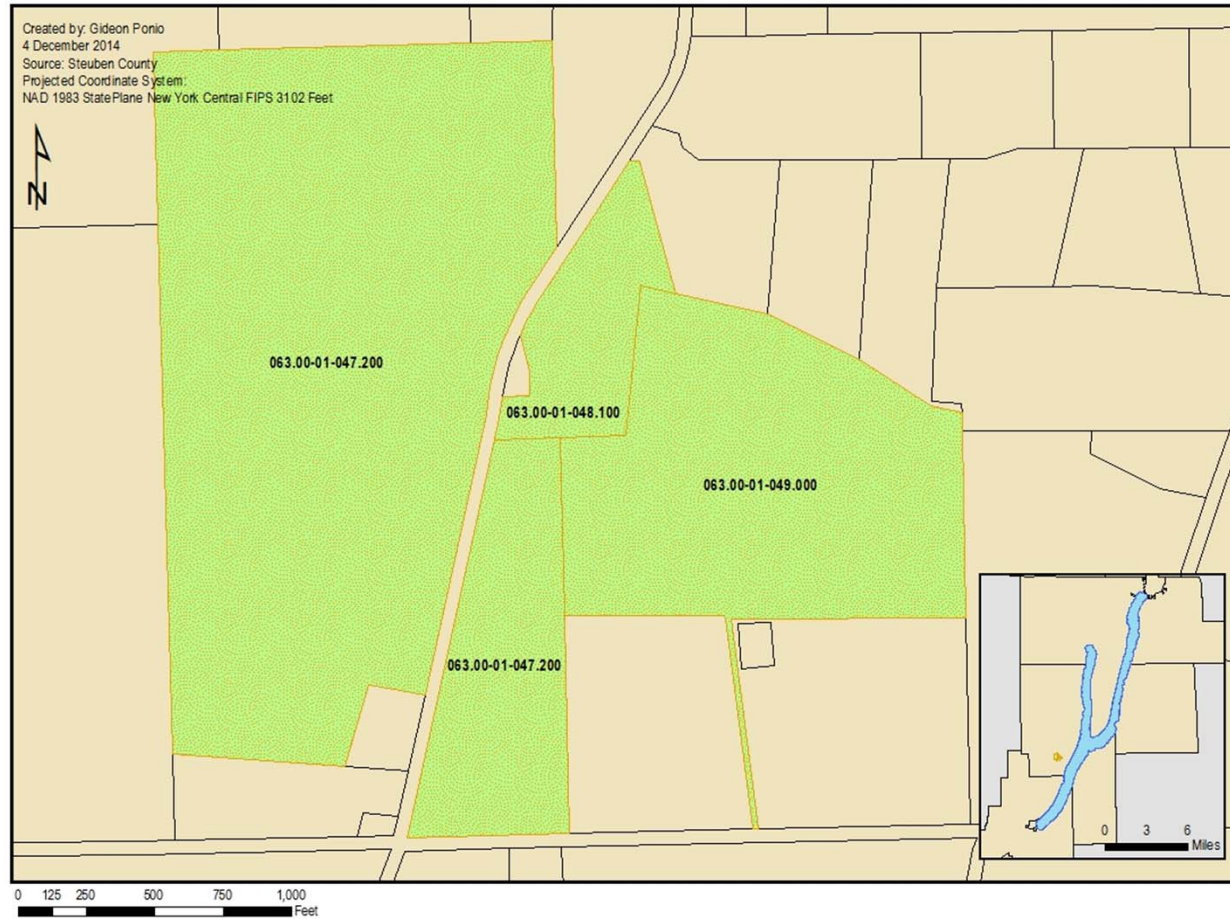 Created by: Gideon Ponio
4 December 2014
Source: Steuben County
Projected Coordinate System:
NAD 1983 StatePlane New York Central FIPS 3102 Feet
N
063.00-01-047.200
063.00-01-048.100
063.00-01-049.000
063.00-01-047.200
0 3 6
Miles
0 125 250 500 750 1,000
Feet